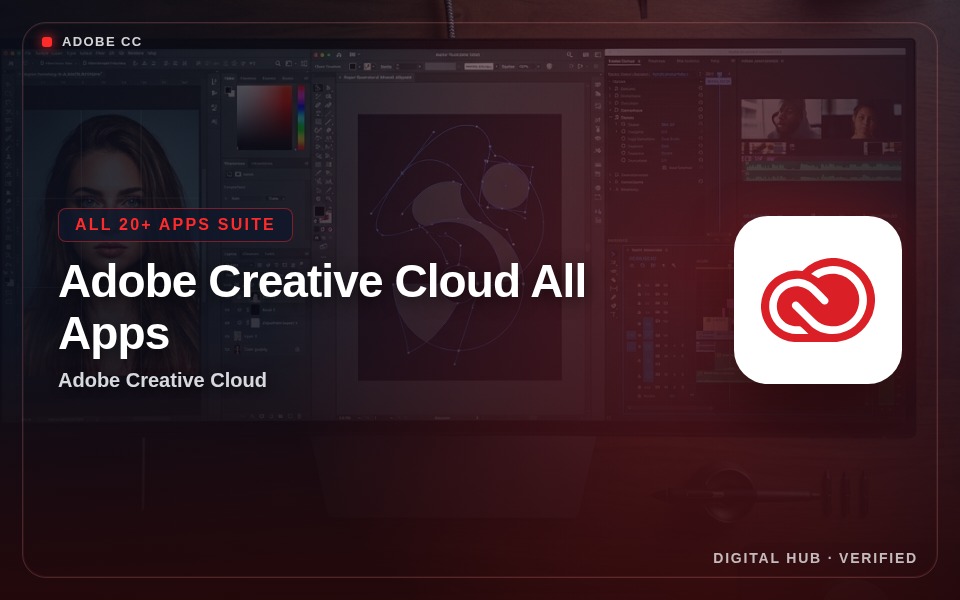 ADOBE CC
ALL 20+ APPS SUITE
Adobe Creative Cloud All
Apps
Adobe Creative Cloud
DIGITAL HUB · VERIFIED